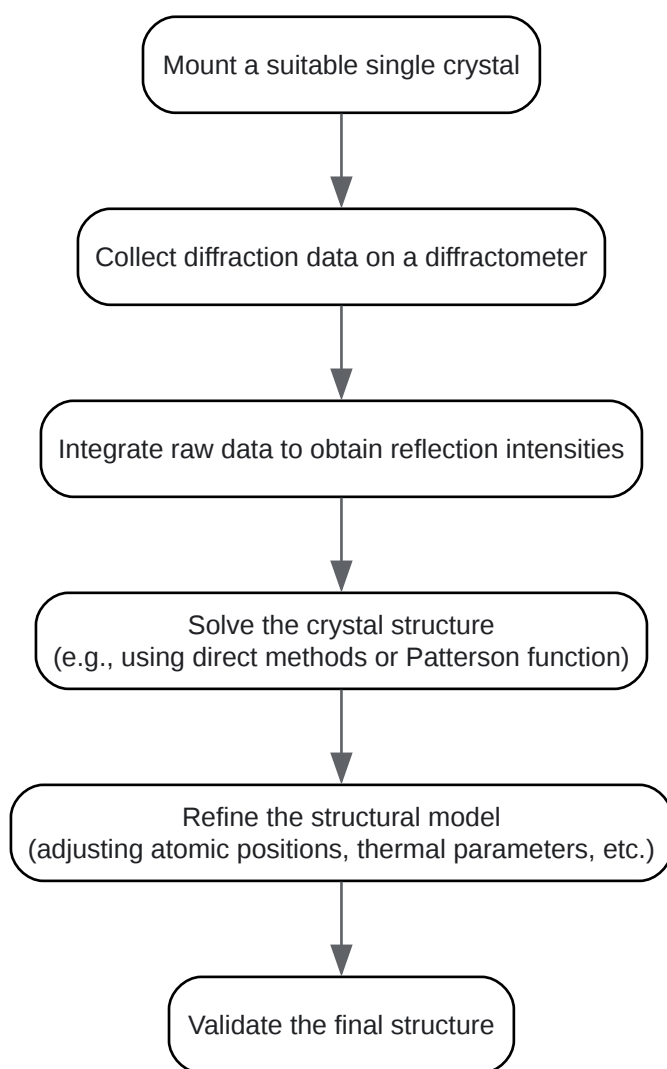 Mount a suitable single crystal
Collect diffraction data on a diffractometer
Integrate raw data to obtain reflection intensities
Solve the crystal structure
(e.g., using direct methods or Patterson function)
Refine the structural model
(adjusting atomic positions, thermal parameters, etc.)
Validate the final structure